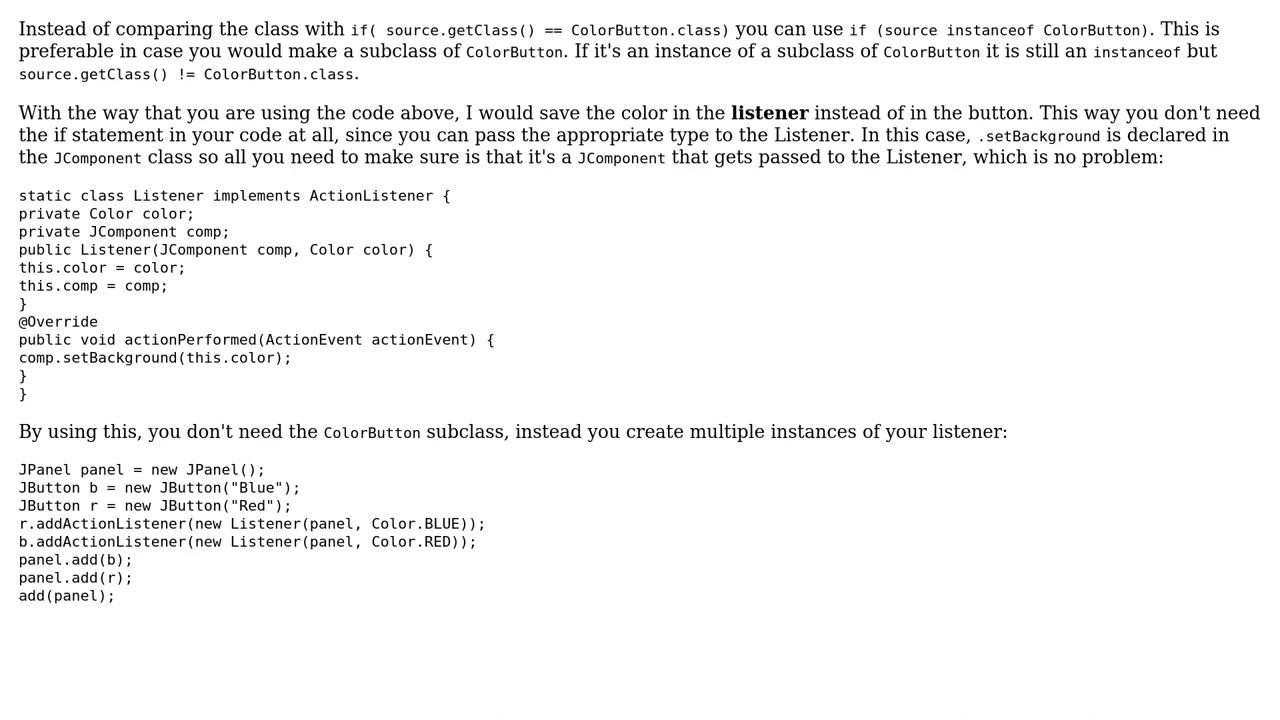 Instead of comparing the class with if( source.getClass() == ColorButton.class) you can use if (source instanceof ColorButton). This is
preferable in case you would make a subclass of ColorButton. If it's an instance of a subclass of ColorButton it is still an instanceof but
source.getClass() != ColorButton.class.
With the way that you are using the code above, I would save the color in the listener instead of in the button. This way you don't need
the if statement in your code at all, since you can pass the appropriate type to the Listener. In this case, .setBackground is declared in
the JComponent class so all you need to make sure is that it's a JComponent that gets passed to the Listener, which is no problem:
static class Listener implements ActionListener {
private Color color;
private JComponent comp;
public Listener(JComponent comp, Color color) {
this.color = color;
this.comp = comp;
}
@Override
public void actionPerformed(ActionEvent actionEvent) {
comp.setBackground(this.color);
}
}
By using this, you don't need the ColorButton subclass, instead you create multiple instances of your listener:
JPanel panel = new JPanel();
JButton b = new JButton("Blue");
JButton r = new JButton("Red");
r.addActionListener(new Listener(panel, Color.BLUE));
b.addActionListener(new Listener(panel, Color.RED));
panel.add(b);
panel.add(r);
add(panel);